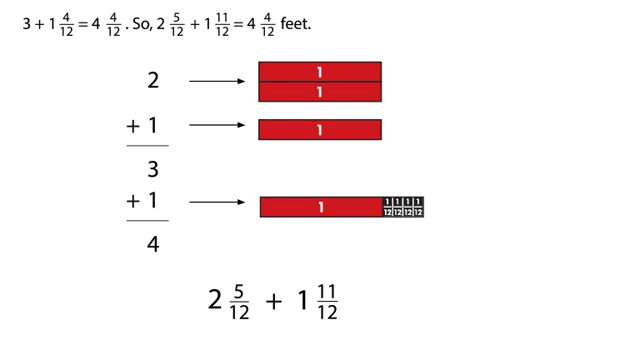 3 + 1 4/12 = 4 4/12 . So, 2 5/12 + 1 11/12 = 4 4/12 feet.
2
1
1
+ 1
1
3
+ 1
1 1/12 1/12 1/12 1/12
4
2 5/12 + 1 11/12